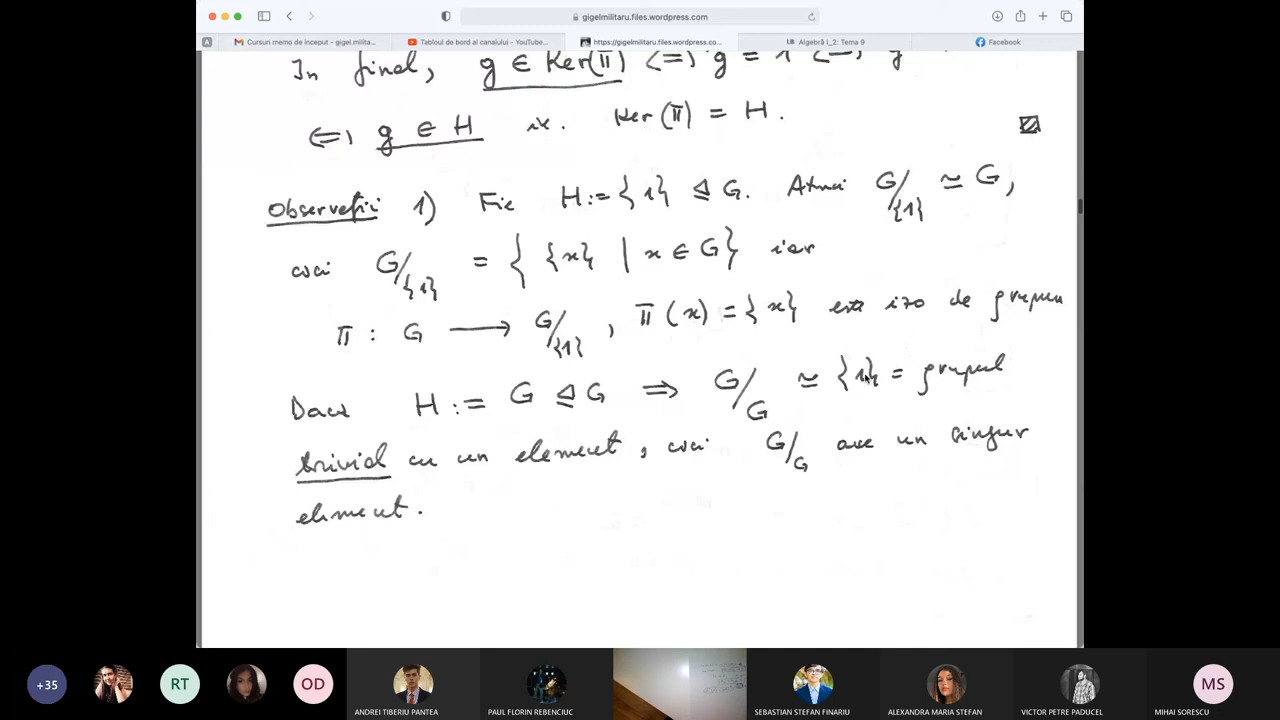 gigelmilitaru.files.wordpress.com
Cursuri memo de inceput - gigel.milita...
Tabloul de bord al canalului - YouTube...
https://gigelmilitaru.files.wordpress.co...
UB Algebră I_2: Tema 9
Facebook
In final, g ∈ Ker(π) <=>
<=> g ∈ H ie. Ker(π) = H.
Observații 1) Fie H := {1} ⊴ G. Atunci G/{1} ≃ G,
căci G/{1} = { {x} | x ∈ G} iar
π : G ⟶ G/{1}, π(x) = {x} este izo de grupuri
Dacă H := G ⊴ G ⟹ G/G ≃ {1} = grupul
trivial cu un element, căci G/G are un singur
element.
+35
RT
OD
ANDREI TIBERIU PANTEA
PAUL FLORIN REBENCIUC
SEBASTIAN STEFAN FINARIU
ALEXANDRA MARIA STEFAN
VICTOR PETRE PADUCEL
MS
MIHAI SORESCU